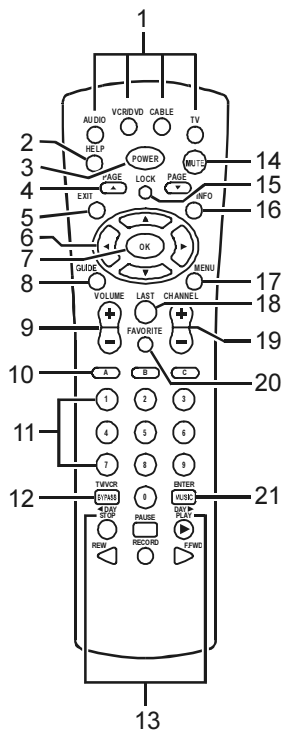 1
AUDIO VCR/DVD CABLE TV
2 HELP
3 POWER MUTE 14
4 PAGE LOCK PAGE 15
5 EXIT INFO 16
6
7 OK
8 GUIDE MENU 17
VOLUME LAST CHANNEL 18
9 + + 19
FAVORITE
- -
20
10 A B C
11 1 2 3
4 5 6
7 8 9
TV/VCR ENTER
12 BYPASS 0 MUSIC 21
DAY DAY
STOP PAUSE PLAY
REW RECORD F.FWD
13